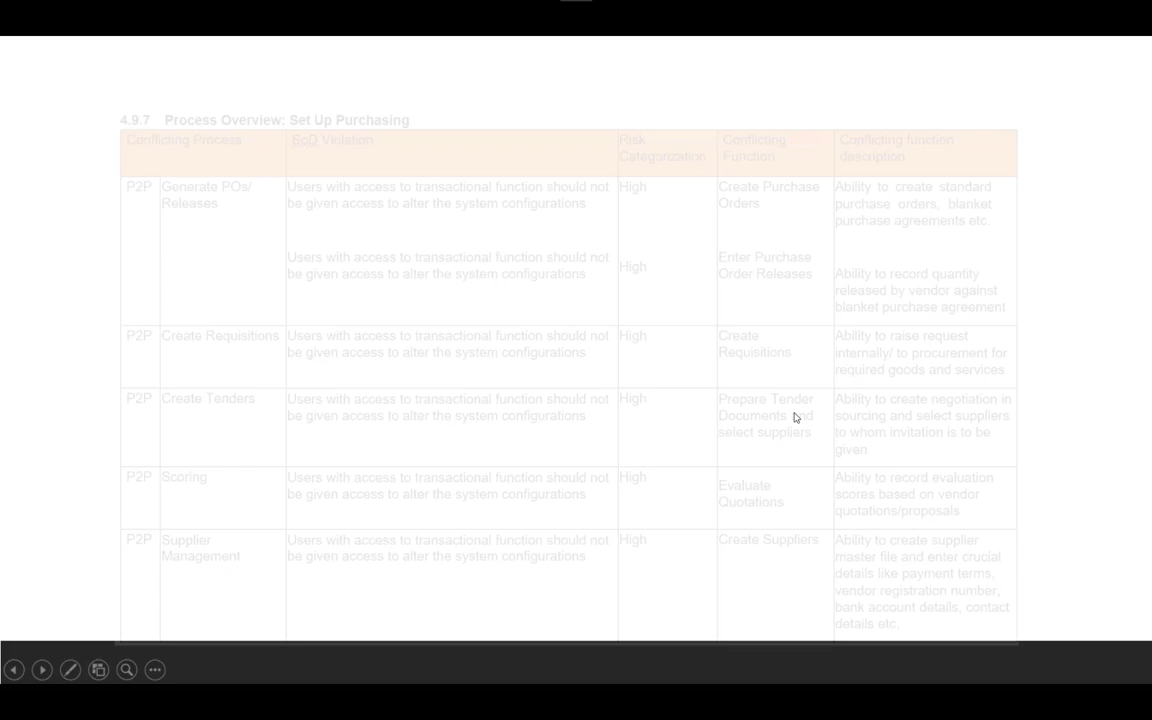 4.9.7 Process Overview: Set Up Purchasing
Conflicting Process
SoD Violation
Risk
Categorization
Conflicting
Function
Conflicting function
description
P2P
Generate POs/
Releases
Users with access to transactional function should not
be given access to alter the system configurations
High
Create Purchase
Orders
Ability to create standard
purchase orders, blanket
purchase agreements etc.
Users with access to transactional function should not
be given access to alter the system configurations
High
Enter Purchase
Order Releases
Ability to record quantity
released by vendor against
blanket purchase agreement
P2P
Create Requisitions
Users with access to transactional function should not
be given access to alter the system configurations
High
Create
Requisitions
Ability to raise request
internally/ to procurement for
required goods and services
P2P
Create Tenders
Users with access to transactional function should not
be given access to alter the system configurations
High
Prepare Tender
Documents and
select suppliers
Ability to create negotiation in
sourcing and select suppliers
to whom invitation is to be
given
P2P
Scoring
Users with access to transactional function should not
be given access to alter the system configurations
High
Evaluate
Quotations
Ability to record evaluation
scores based on vendor
quotations/proposals
P2P
Supplier
Management
Users with access to transactional function should not
be given access to alter the system configurations
High
Create Suppliers
Ability to create supplier
master file and enter crucial
details like payment terms,
vendor registration number,
bank account details, contact
details etc.